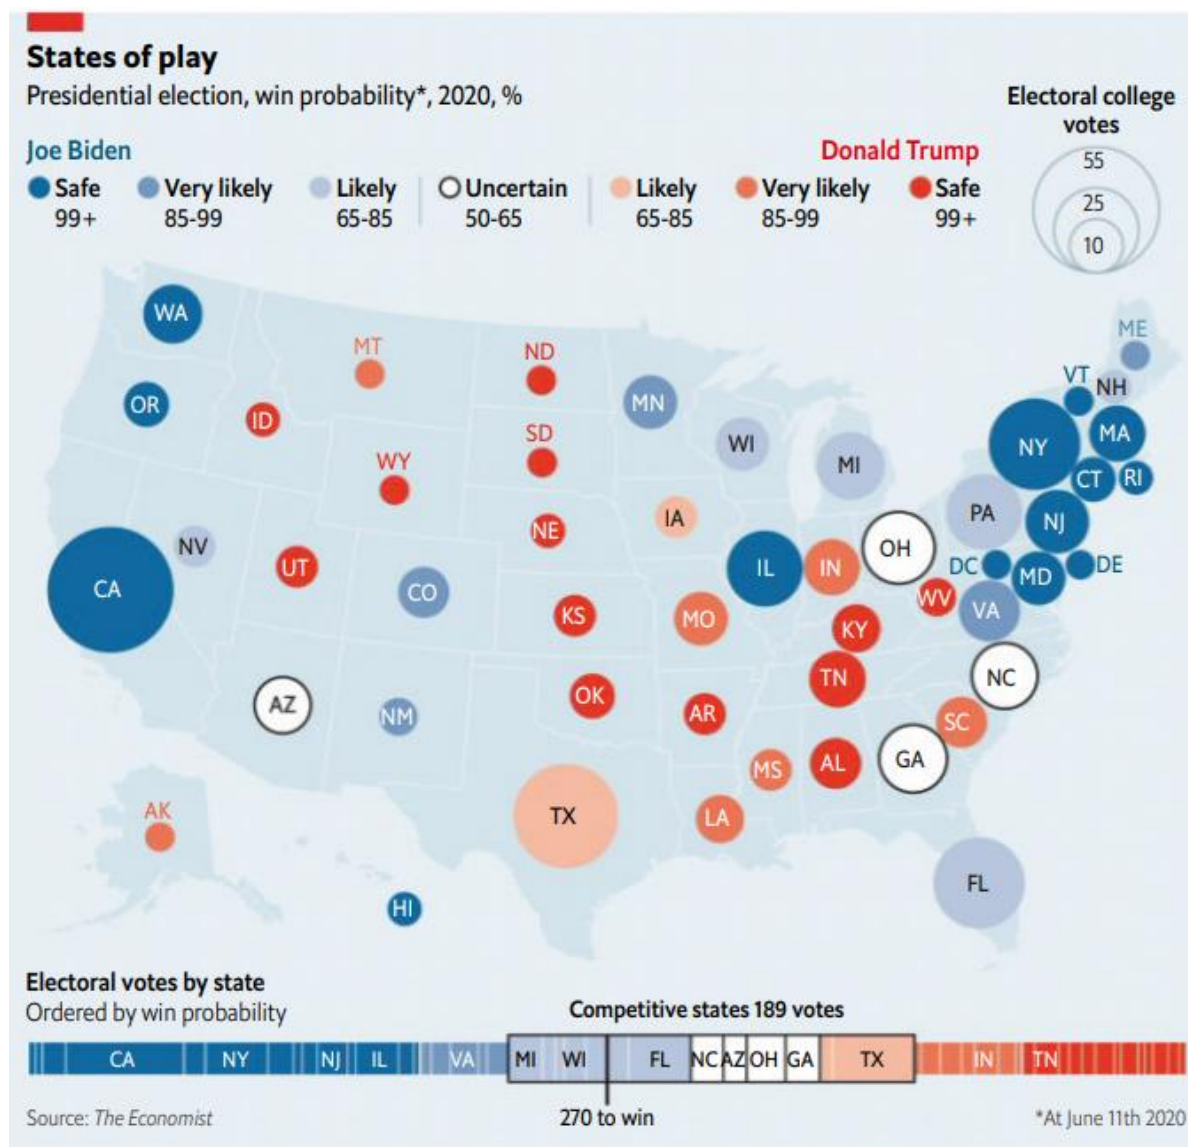 States of play
Presidential election, win probability*, 2020, %
Electoral college
votes
55
25
10
Joe Biden
Donald Trump
Safe
99+
Very likely
85-99
Likely
65-85
Uncertain
50-65
Likely
65-85
Very likely
85-99
Safe
99+
WA
MT
ND
ME
VT
NH
OR
ID
MN
SD
WI
MI
NY
MA
WY
CT
RI
NV
NE
IA
PA
NJ
OH
CA
UT
CO
IL
IN
DC
DE
MD
KS
MO
WV
VA
KY
AZ
NM
OK
AR
TN
NC
SC
MS
AL
GA
AK
TX
LA
FL
HI
Electoral votes by state
Ordered by win probability
Competitive states 189 votes
CA NY NJ IL VA MI WI FL NC AZ OH GA TX IN TN
270 to win
Source: The Economist
*At June 11th 2020